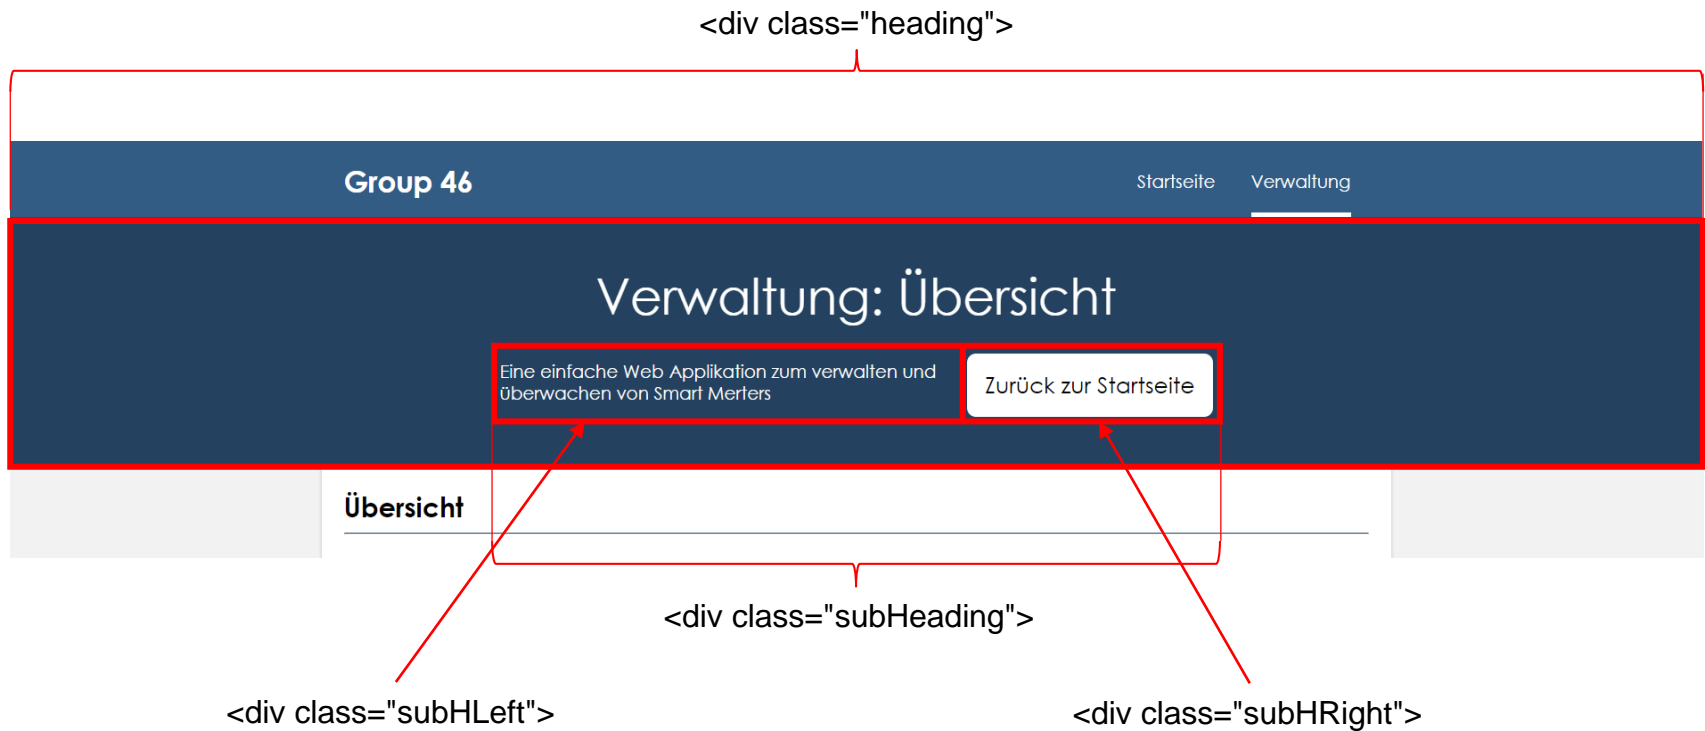 <div class="heading">
Group 46
Startseite Verwaltung
Verwaltung: Übersicht
Eine einfache Web Applikation zum verwalten und
überwachen von Smart Merters
Zurück zur Startseite
Übersicht
<div class="subHeading">
<div class="subHLeft">
<div class="subHRight">